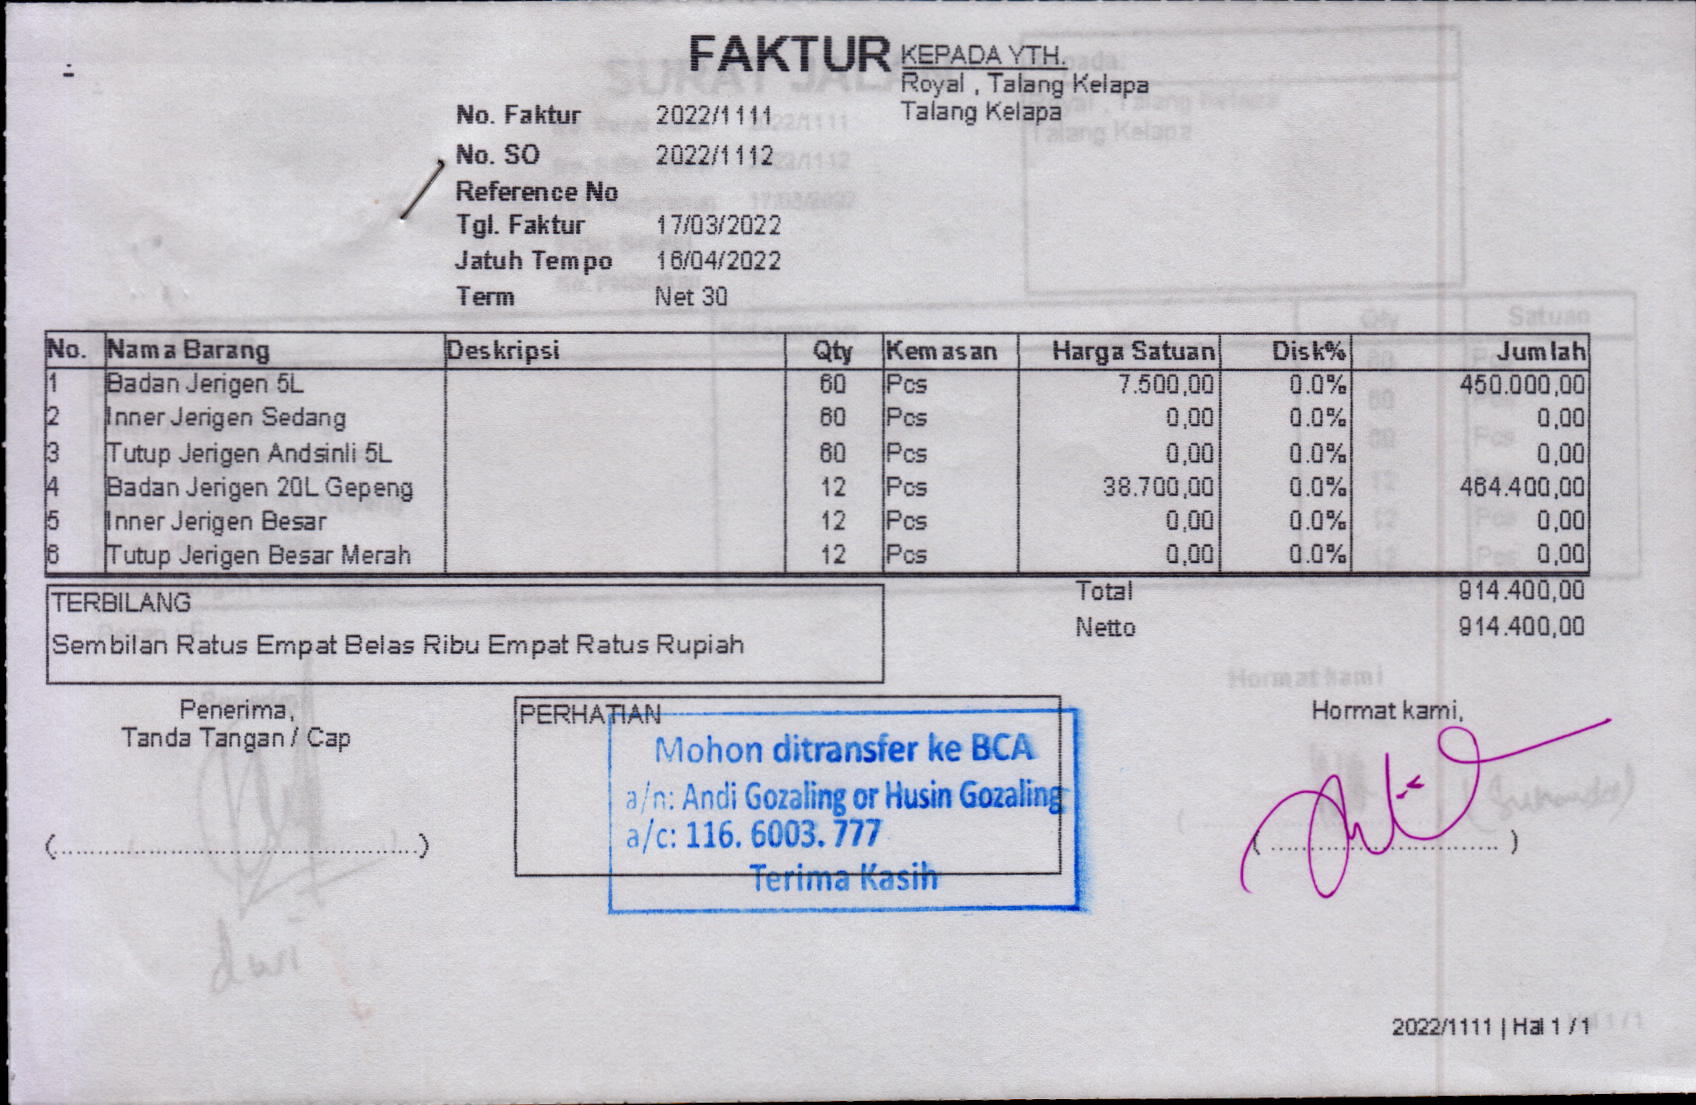 FAKTUR
KEPADA YTH.
Royal , Talang Kelapa
Talang Kelapa
No. Faktur 2022/1111
No. SO 2022/1112
Reference No
Tgl. Faktur 17/03/2022
Jatuh Tempo 16/04/2022
Term Net 30
No. Nama Barang Deskripsi Qty Kemasan Harga Satuan Disk% Jumlah
1 Badan Jerigen 5L 60 Pcs 7.500,00 0.0% 450.000,00
2 Inner Jerigen Sedang 60 Pcs 0,00 0.0% 0,00
3 Tutup Jerigen Andsinli 5L 60 Pcs 0,00 0.0% 0,00
4 Badan Jerigen 20L Gepeng 12 Pcs 38.700,00 0.0% 464.400,00
5 Inner Jerigen Besar 12 Pcs 0,00 0.0% 0,00
6 Tutup Jerigen Besar Merah 12 Pcs 0,00 0.0% 0,00
Total 914.400,00
Netto 914.400,00
TERBILANG
Sembilan Ratus Empat Belas Ribu Empat Ratus Rupiah
Penerima,
Tanda Tangan / Cap
(................................................)
PERHATIAN
Mohon ditransfer ke BCA
a/n: Andi Gozaling or Husin Gozaling
a/c: 116. 6003. 777
Terima Kasih
Hormat kami,
( ................................ )
2022/1111 | Hal 1 / 1